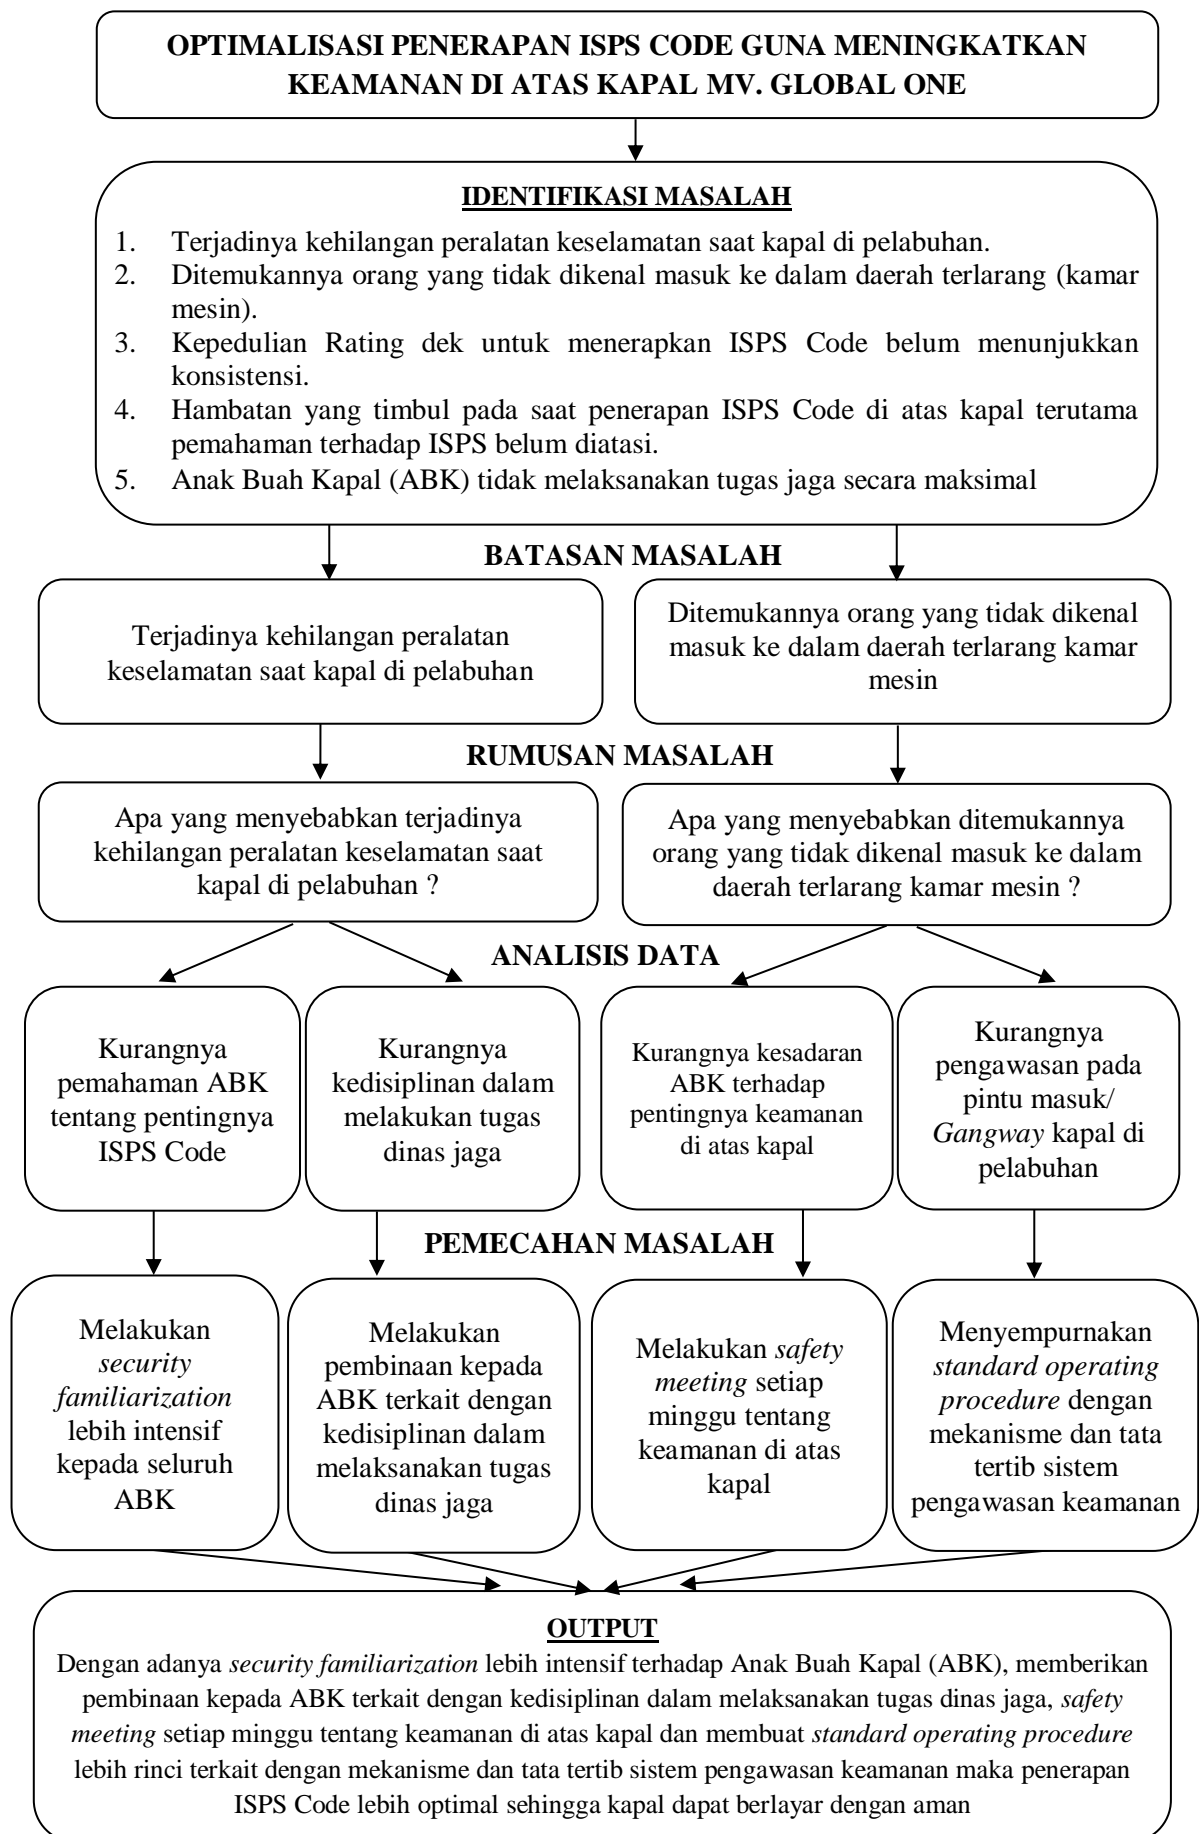 OPTIMALISASI PENERAPAN ISPS CODE GUNA MENINGKATKAN
KEAMANAN DI ATAS KAPAL MV. GLOBAL ONE
IDENTIFIKASI MASALAH
1. Terjadinya kehilangan peralatan keselamatan saat kapal di pelabuhan.
2. Ditemukannya orang yang tidak dikenal masuk ke dalam daerah terlarang (kamar
mesin).
3. Kepedulian Rating dek untuk menerapkan ISPS Code belum menunjukkan
konsistensi.
4. Hambatan yang timbul pada saat penerapan ISPS Code di atas kapal terutama
pemahaman terhadap ISPS belum diatasi.
5. Anak Buah Kapal (ABK) tidak melaksanakan tugas jaga secara maksimal
BATASAN MASALAH
Terjadinya kehilangan peralatan
keselamatan saat kapal di pelabuhan
Ditemukannya orang yang tidak dikenal
masuk ke dalam daerah terlarang kamar
mesin
RUMUSAN MASALAH
Apa yang menyebabkan terjadinya
kehilangan peralatan keselamatan saat
kapal di pelabuhan ?
Apa yang menyebabkan ditemukannya
orang yang tidak dikenal masuk ke dalam
daerah terlarang kamar mesin ?
ANALISIS DATA
Kurangnya
pemahaman ABK
tentang pentingnya
ISPS Code
Kurangnya
kedisiplinan dalam
melakukan tugas
dinas jaga
Kurangnya kesadaran
ABK terhadap
pentingnya keamanan
di atas kapal
Kurangnya
pengawasan pada
pintu masuk/
Gangway kapal di
pelabuhan
PEMECAHAN MASALAH
Melakukan
security
familiarization
lebih intensif
kepada seluruh
ABK
Melakukan
pembinaan kepada
ABK terkait dengan
kedisiplinan dalam
melaksanakan tugas
dinas jaga
Melakukan safety
meeting setiap
minggu tentang
keamanan di atas
kapal
Menyempurnakan
standard operating
procedure dengan
mekanisme dan tata
tertib sistem
pengawasan keamanan
OUTPUT
Dengan adanya security familiarization lebih intensif terhadap Anak Buah Kapal (ABK), memberikan
pembinaan kepada ABK terkait dengan kedisiplinan dalam melaksanakan tugas dinas jaga, safety
meeting setiap minggu tentang keamanan di atas kapal dan membuat standard operating procedure
lebih rinci terkait dengan mekanisme dan tata tertib sistem pengawasan keamanan maka penerapan
ISPS Code lebih optimal sehingga kapal dapat berlayar dengan aman